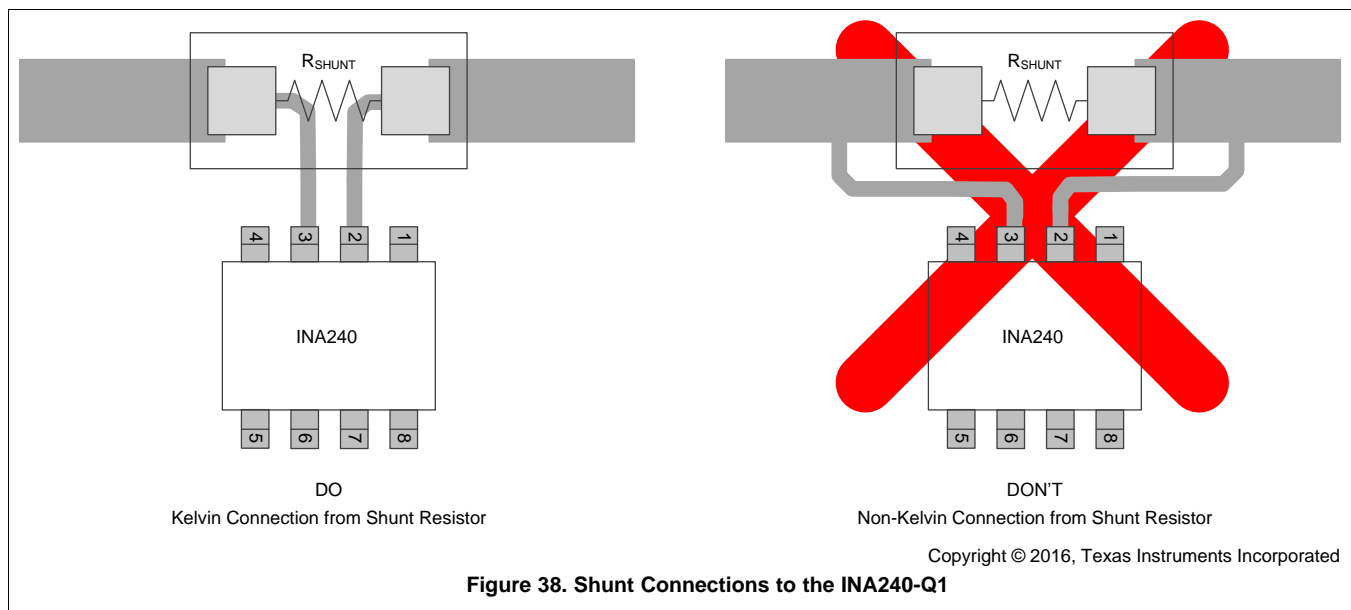 RSHUNT
4 3 2 1
INA240
5 6 7 8
DO
Kelvin Connection from Shunt Resistor
RSHUNT
4 3 2 1
INA240
5 6 7 8
DON'T
Non-Kelvin Connection from Shunt Resistor
Copyright © 2016, Texas Instruments Incorporated
Figure 38. Shunt Connections to the INA240-Q1